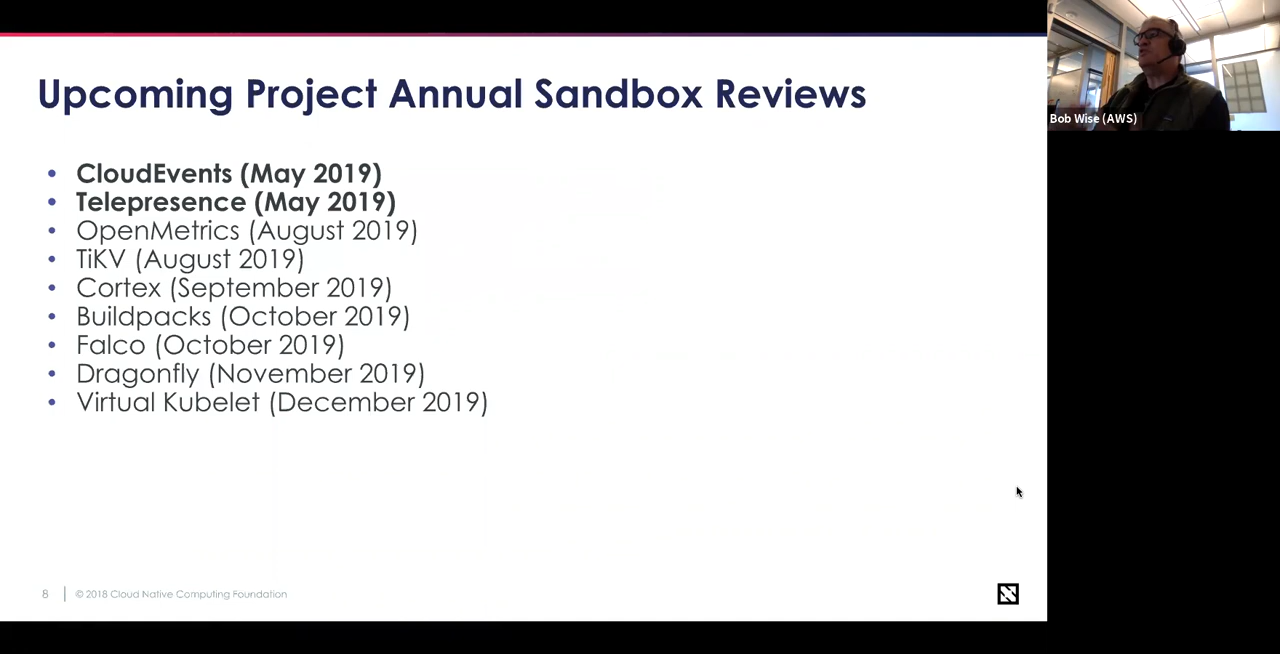 Upcoming Project Annual Sandbox Reviews
• CloudEvents (May 2019)
• Telepresence (May 2019)
• OpenMetrics (August 2019)
• TiKV (August 2019)
• Cortex (September 2019)
• Buildpacks (October 2019)
• Falco (October 2019)
• Dragonfly (November 2019)
• Virtual Kubelet (December 2019)
8 | © 2018 Cloud Native Computing Foundation
Bob Wise (AWS)